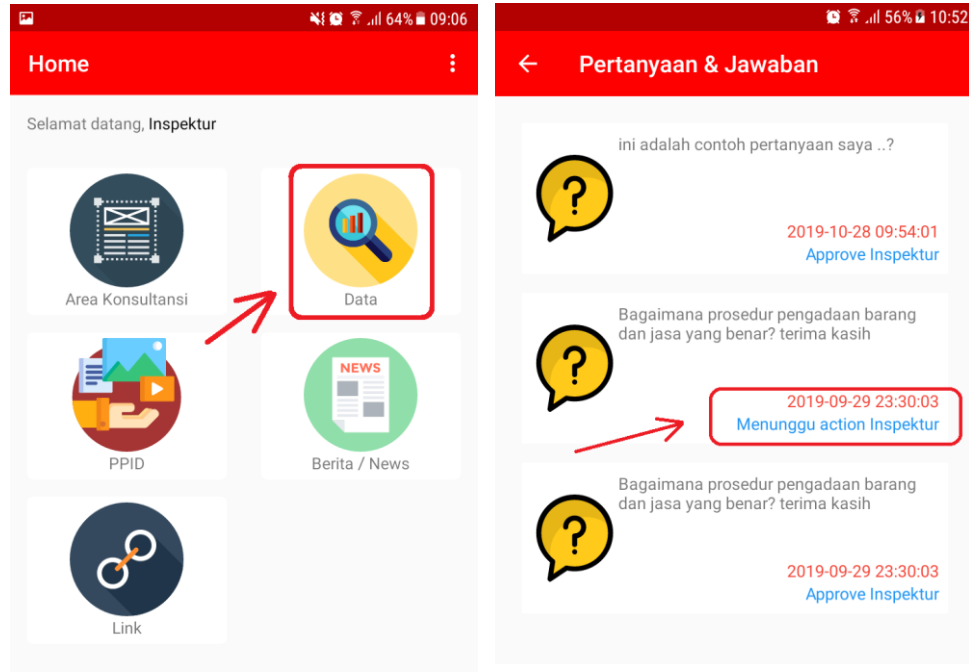 64% 09:06
Home
Selamat datang, Inspektur
Area Konsultansi
Data
PPID
NEWS
Berita / News
Link
56% 10:52
Pertanyaan & Jawaban
ini adalah contoh pertanyaan saya ..?
2019-10-28 09:54:01
Approve Inspektur
Bagaimana prosedur pengadaan barang
dan jasa yang benar? terima kasih
2019-09-29 23:30:03
Menunggu action Inspektur
Bagaimana prosedur pengadaan barang
dan jasa yang benar? terima kasih
2019-09-29 23:30:03
Approve Inspektur